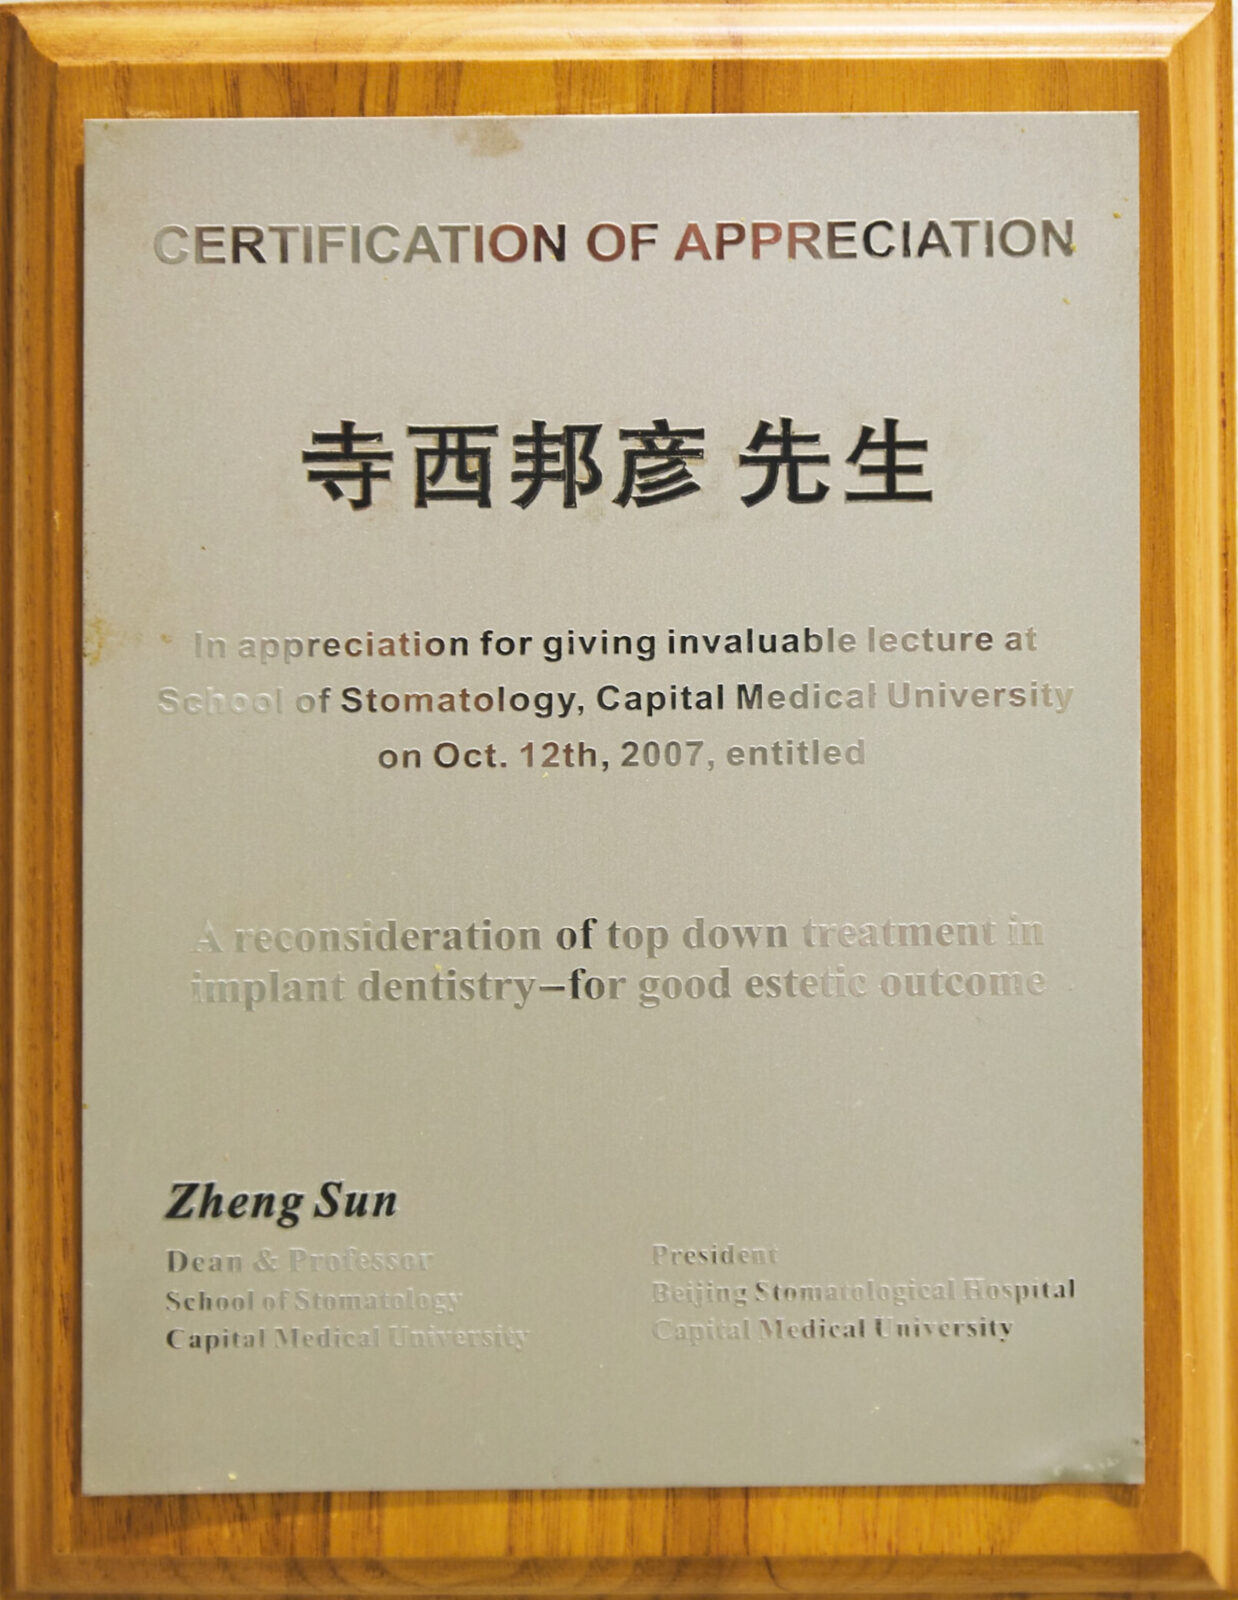 CERTIFICATION OF APPRECIATION
寺西邦彦 先生
In appreciation for giving invaluable lecture at
School of Stomatology, Capital Medical University
on Oct. 12th, 2007, entitled
A reconsideration of top down treatment in
implant dentistry—for good estetic outcome
Zheng Sun
Dean & Professor
School of Stomatology
Capital Medical University
President
Beijing Stomatological Hospital
Capital Medical University